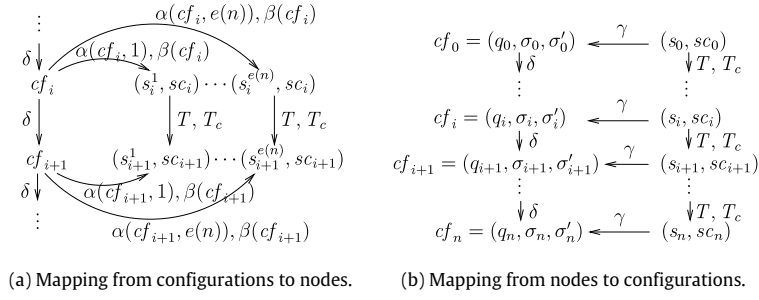 α(cf_i, e(n)), β(cf_i)
⋮
δ α(cf_i, 1), β(cf_i)
cf_i (s_i^1, sc_i) ··· (s_i^{e(n)}, sc_i)
δ T, T_c T, T_c
cf_{i+1} (s_{i+1}^1, sc_{i+1}) ··· (s_{i+1}^{e(n)}, sc_{i+1})
δ α(cf_{i+1}, 1), β(cf_{i+1})
⋮
α(cf_{i+1}, e(n)), β(cf_{i+1})
(a) Mapping from configurations to nodes.
cf_0 = (q_0, σ_0, σ′_0) γ (s_0, sc_0)
δ T, T_c
⋮ ⋮
cf_i = (q_i, σ_i, σ′_i) γ (s_i, sc_i)
δ T, T_c
cf_{i+1} = (q_{i+1}, σ_{i+1}, σ′_{i+1}) γ (s_{i+1}, sc_{i+1})
⋮ ⋮
δ T, T_c
cf_n = (q_n, σ_n, σ′_n) γ (s_n, sc_n)
(b) Mapping from nodes to configurations.